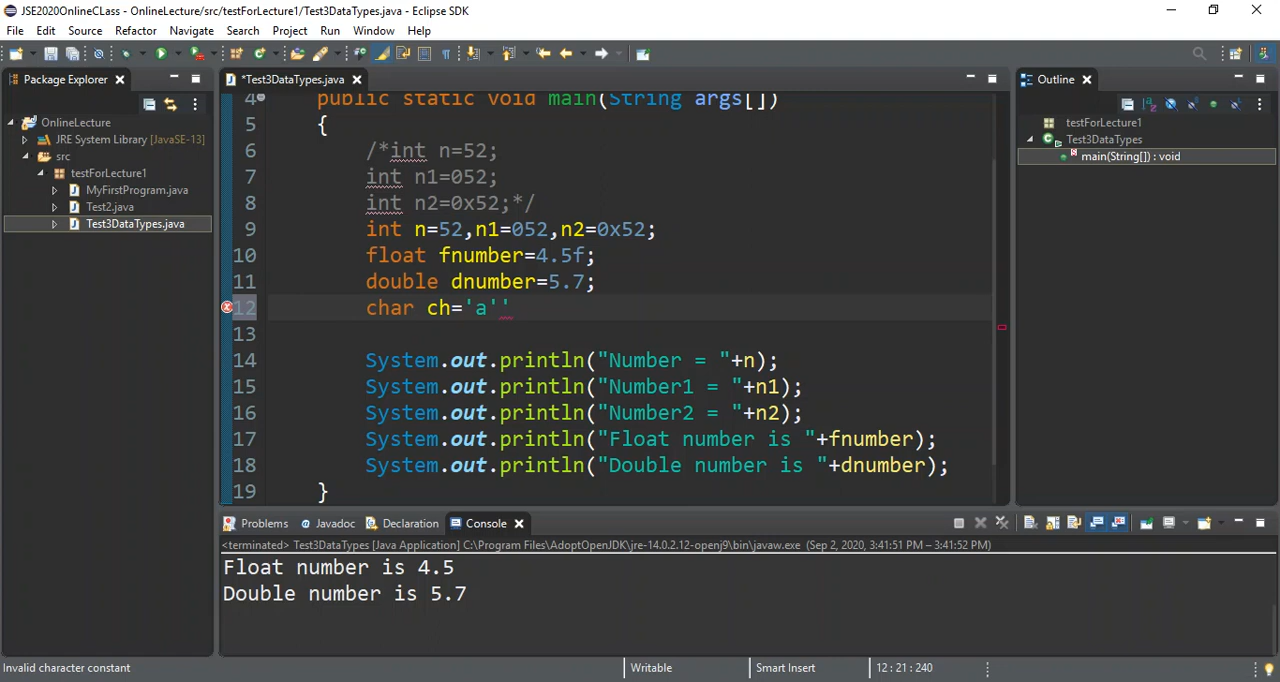 JSE2020OnlineCLass - OnlineLecture/src/testForLecture1/Test3DataTypes.java - Eclipse SDK
File Edit Source Refactor Navigate Search Project Run Window Help
Package Explorer
OnlineLecture
JRE System Library [JavaSE-13]
src
testForLecture1
MyFirstProgram.java
Test2.java
Test3DataTypes.java
*Test3DataTypes.java
4 public static void main(String args[])
5 {
6 /*int n=52;
7 int n1=052;
8 int n2=0x52;*/
9 int n=52,n1=052,n2=0x52;
10 float fnumber=4.5f;
11 double dnumber=5.7;
12 char ch='a''
13
14 System.out.println("Number = "+n);
15 System.out.println("Number1 = "+n1);
16 System.out.println("Number2 = "+n2);
17 System.out.println("Float number is "+fnumber);
18 System.out.println("Double number is "+dnumber);
19 }
Outline
testForLecture1
Test3DataTypes
main(String[]) : void
Problems Javadoc Declaration Console
<terminated> Test3DataTypes [Java Application] C:\Program Files\AdoptOpenJDK\jre-14.0.2.12-openj9\bin\javaw.exe (Sep 2, 2020, 3:41:51 PM – 3:41:52 PM)
Float number is 4.5
Double number is 5.7
Invalid character constant
Writable
Smart Insert
12 : 21 : 240